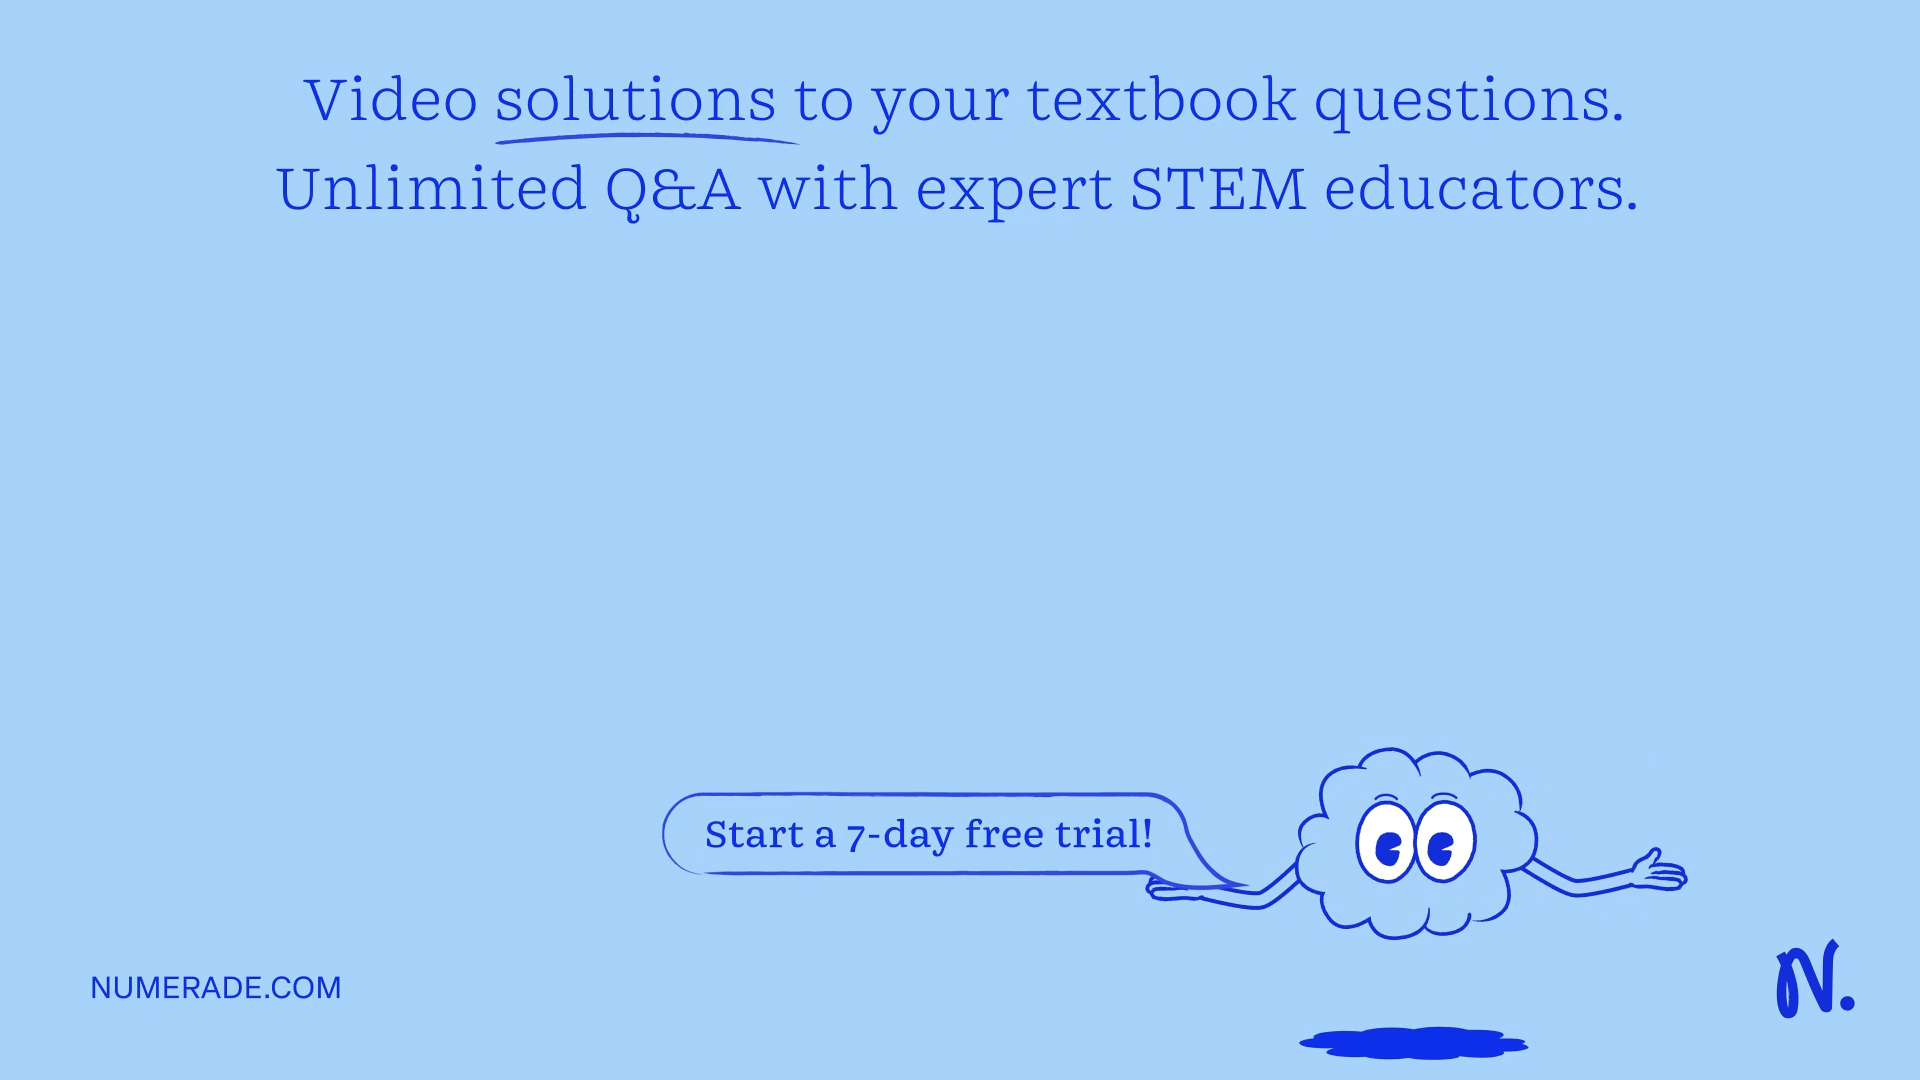 Video solutions to your textbook questions.
Unlimited Q&A with expert STEM educators.
Start a 7-day free trial!
NUMERADE.COM
N.